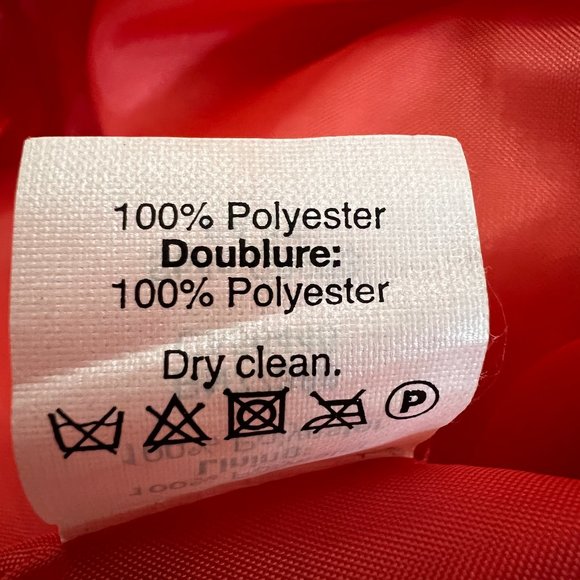 100% Polyester
Doublure:
100% Polyester
Dry clean.
P